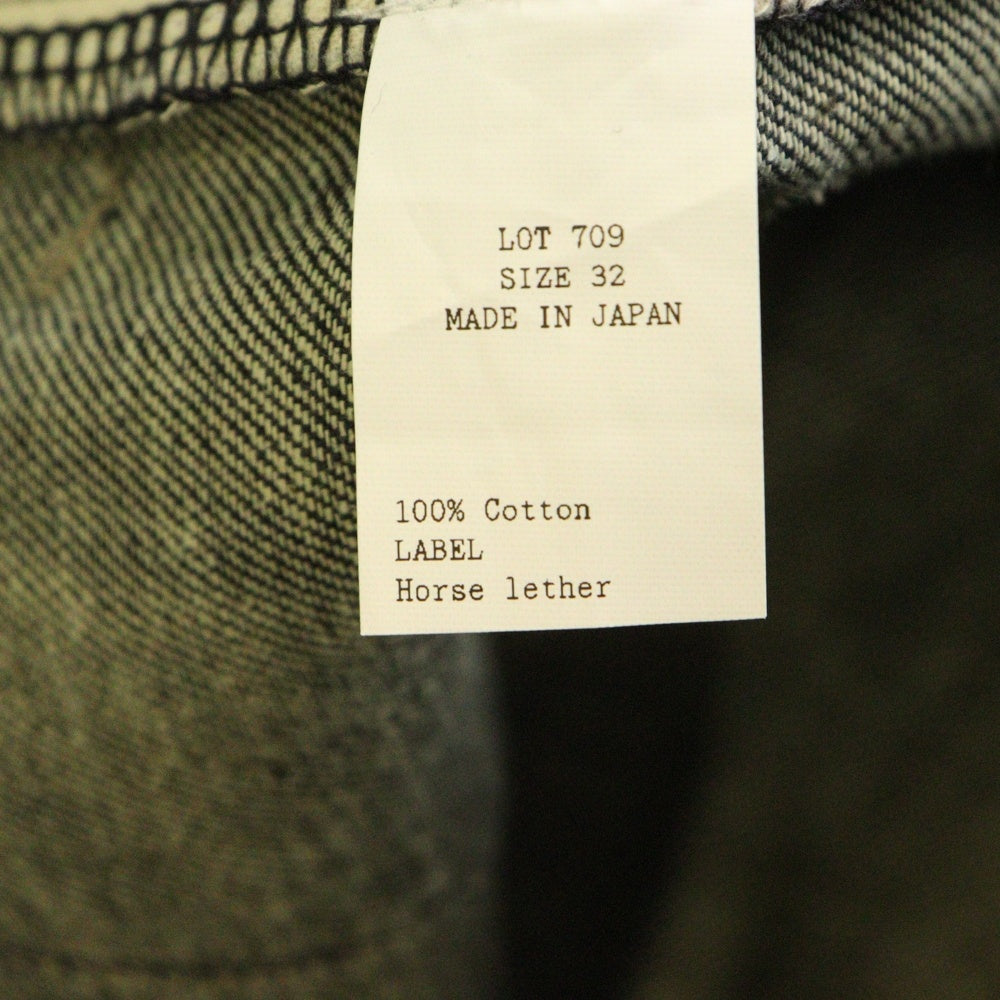 LOT 709
SIZE 32
MADE IN JAPAN
100% Cotton
LABEL
Horse lether